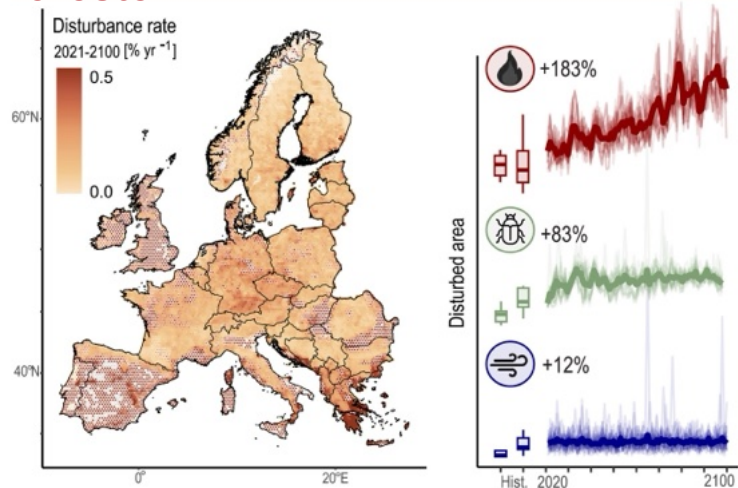 Disturbance rate
2021-2100 [% yr ⁻¹]
0.5
0.0
60°N
40°N
0°
20°E
Disturbed area
+183%
+83%
+12%
Hist. 2020 2100